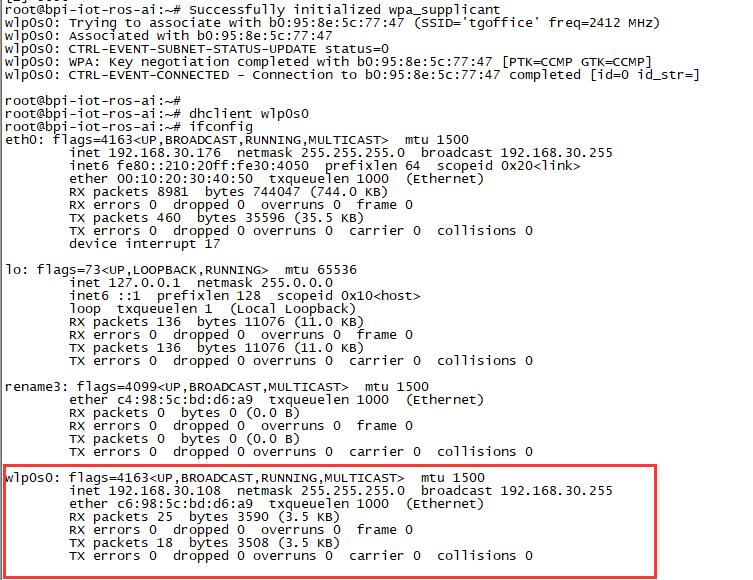 root@bpi-iot-ros-ai:~# Successfully initialized wpa_supplicant
wlp0s0: Trying to associate with b0:95:8e:5c:77:47 (SSID='tgoffice' freq=2412 MHz)
wlp0s0: Associated with b0:95:8e:5c:77:47
wlp0s0: CTRL-EVENT-SUBNET-STATUS-UPDATE status=0
wlp0s0: WPA: Key negotiation completed with b0:95:8e:5c:77:47 [PTK=CCMP GTK=CCMP]
wlp0s0: CTRL-EVENT-CONNECTED - Connection to b0:95:8e:5c:77:47 completed [id=0 id_str=]
root@bpi-iot-ros-ai:~#
root@bpi-iot-ros-ai:~# dhclient wlp0s0
root@bpi-iot-ros-ai:~# ifconfig
eth0: flags=4163<UP,BROADCAST,RUNNING,MULTICAST>  mtu 1500
        inet 192.168.30.176  netmask 255.255.255.0  broadcast 192.168.30.255
        inet6 fe80::210:20ff:fe30:4050  prefixlen 64  scopeid 0x20<link>
        ether 00:10:20:30:40:50  txqueuelen 1000  (Ethernet)
        RX packets 8981  bytes 744047 (744.0 KB)
        RX errors 0  dropped 0  overruns 0  frame 0
        TX packets 460  bytes 35596 (35.5 KB)
        TX errors 0  dropped 0 overruns 0  carrier 0  collisions 0
        device interrupt 17
lo: flags=73<UP,LOOPBACK,RUNNING>  mtu 65536
        inet 127.0.0.1  netmask 255.0.0.0
        inet6 ::1  prefixlen 128  scopeid 0x10<host>
        loop  txqueuelen 1  (Local Loopback)
        RX packets 136  bytes 11076 (11.0 KB)
        RX errors 0  dropped 0  overruns 0  frame 0
        TX packets 136  bytes 11076 (11.0 KB)
        TX errors 0  dropped 0 overruns 0  carrier 0  collisions 0
rename3: flags=4099<UP,BROADCAST,MULTICAST>  mtu 1500
        ether c4:98:5c:bd:d6:a9  txqueuelen 1000  (Ethernet)
        RX packets 0  bytes 0 (0.0 B)
        RX errors 0  dropped 0  overruns 0  frame 0
        TX packets 0  bytes 0 (0.0 B)
        TX errors 0  dropped 0 overruns 0  carrier 0  collisions 0
wlp0s0: flags=4163<UP,BROADCAST,RUNNING,MULTICAST>  mtu 1500
        inet 192.168.30.108  netmask 255.255.255.0  broadcast 192.168.30.255
        ether c6:98:5c:bd:d6:a9  txqueuelen 1000  (Ethernet)
        RX packets 25  bytes 3590 (3.5 KB)
        RX errors 0  dropped 0  overruns 0  frame 0
        TX packets 18  bytes 3508 (3.5 KB)
        TX errors 0  dropped 0 overruns 0  carrier 0  collisions 0